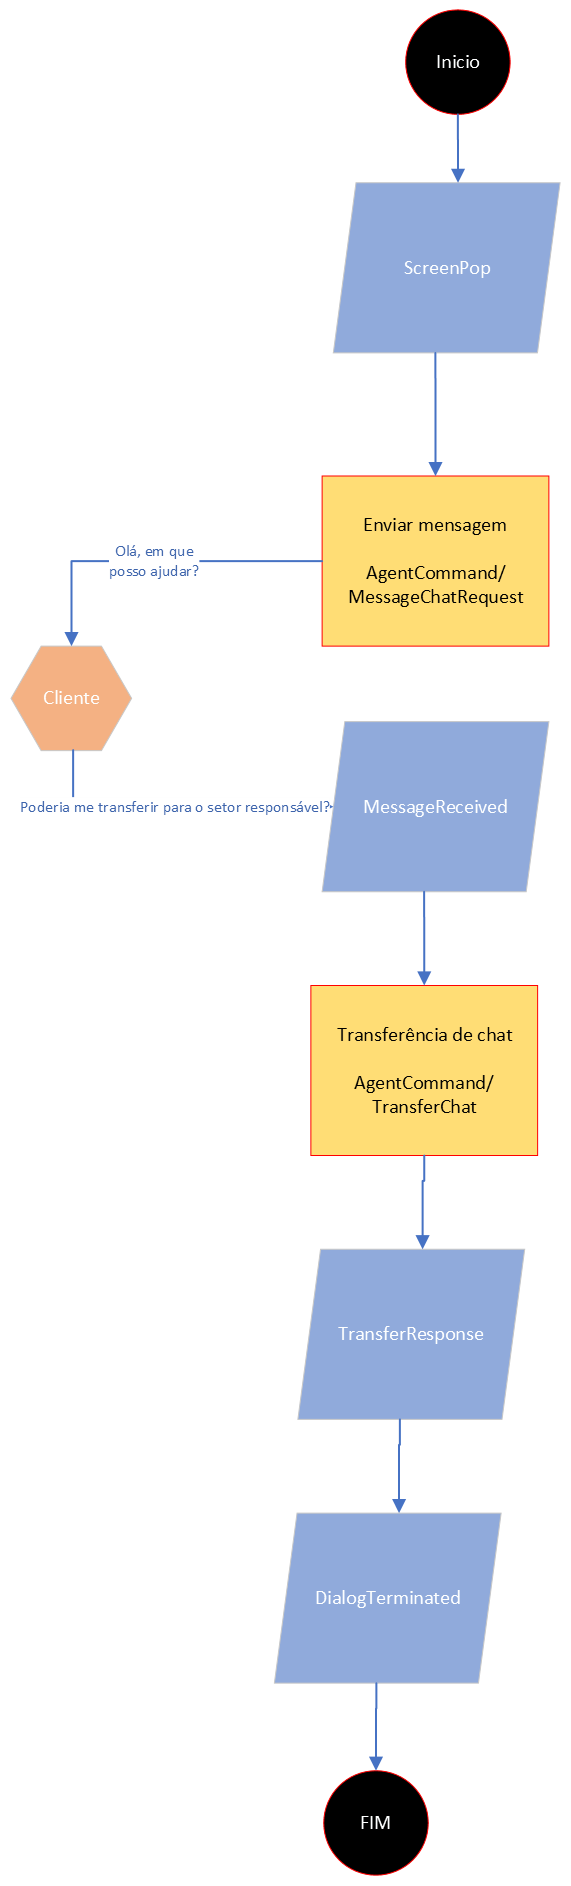 Inicio
ScreenPop
Enviar mensagem
AgentCommand/
MessageChatRequest
Olá, em que
posso ajudar?
Cliente
Poderia me transferir para o setor responsável?
MessageReceived
Transferência de chat
AgentCommand/
TransferChat
TransferResponse
DialogTerminated
FIM